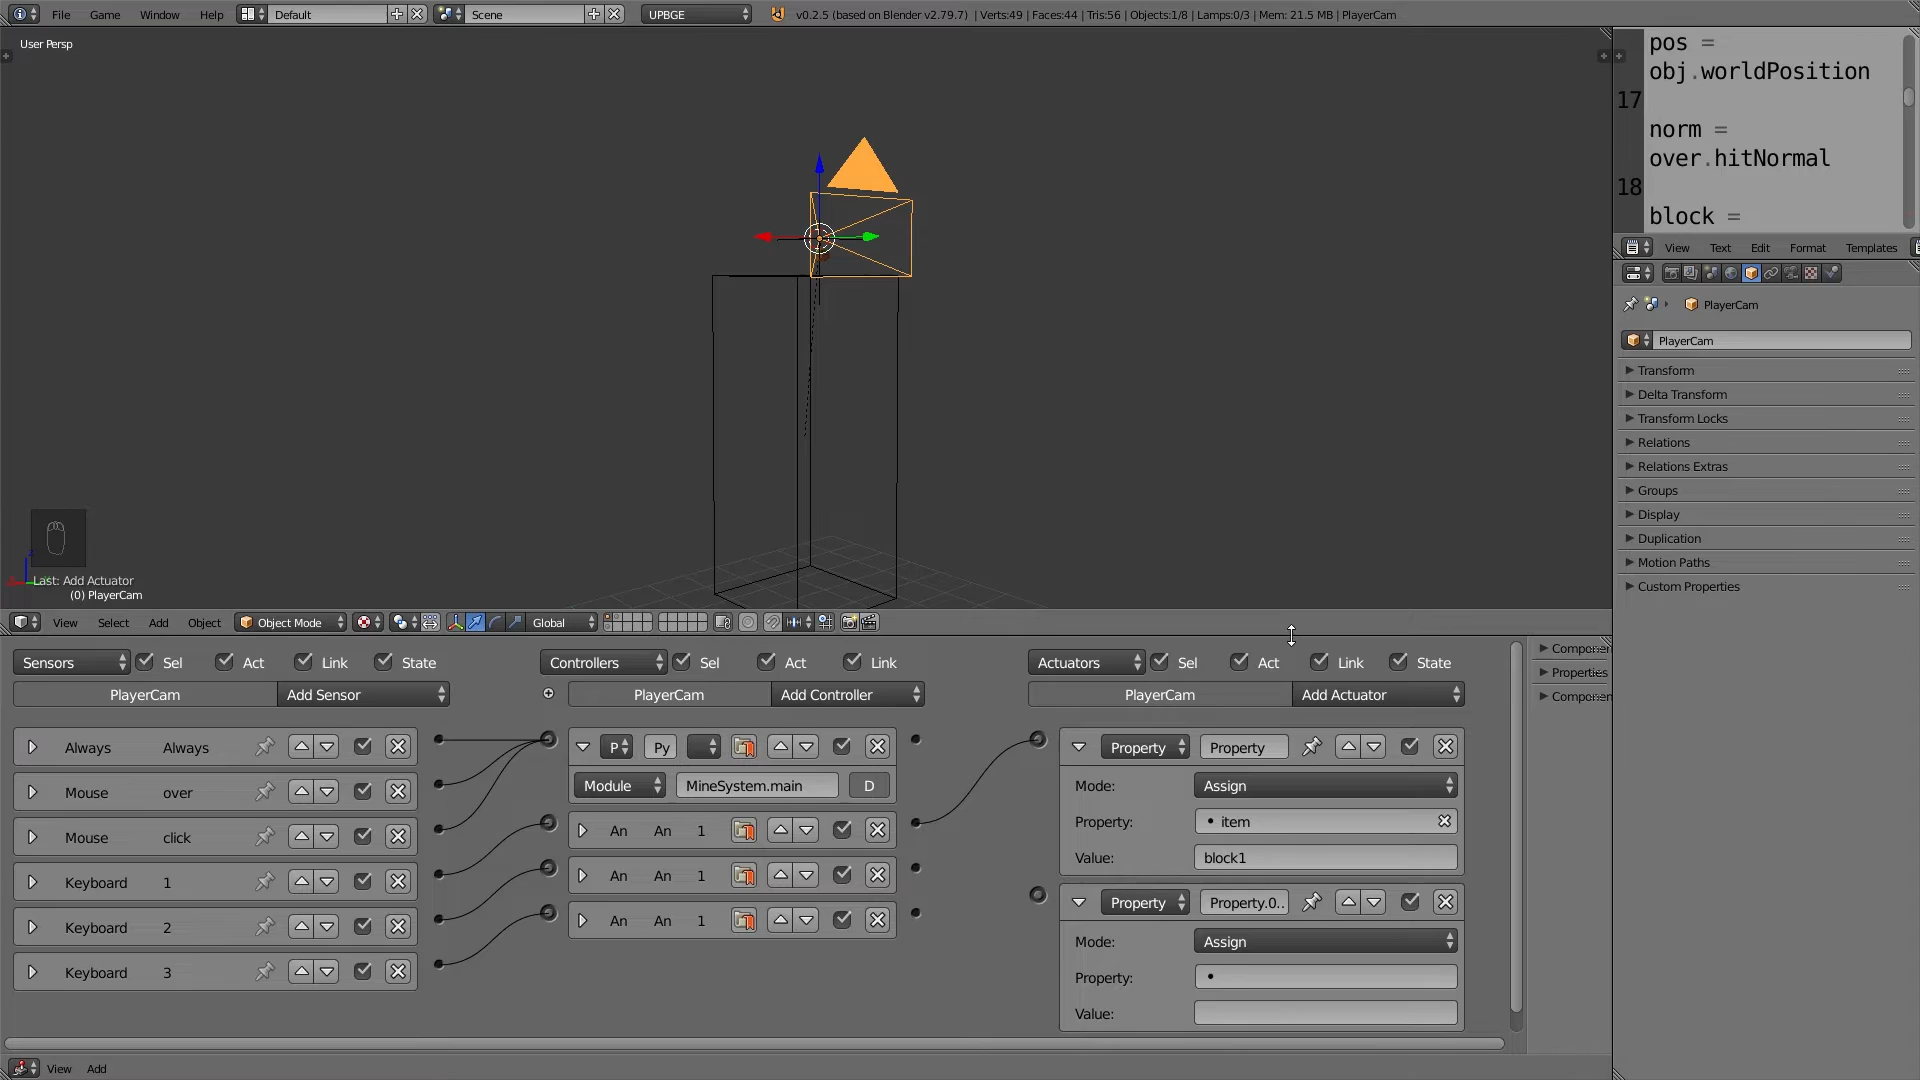 File Game Window Help Default Scene UPBGE v0.2.5 (based on Blender v2.79.7) | Verts:49 | Faces:44 | Tris:56 | Objects:1/8 | Lamps:0/3 | Mem: 21.5 MB | PlayerCam
User Persp
pos =
obj.worldPosition
17
norm =
over.hitNormal
18
block =
View Text Edit Format Templates
PlayerCam
PlayerCam
Transform
Delta Transform
Transform Locks
Relations
Relations Extras
Groups
Display
Duplication
Motion Paths
Custom Properties
Last: Add Actuator
(0) PlayerCam
View Select Add Object Object Mode Global
Sensors Sel Act Link State Controllers Sel Act Link Actuators Sel Act Link State
PlayerCam Add Sensor PlayerCam Add Controller PlayerCam Add Actuator
Always Always P Py Property Property
Module MineSystem.main D Mode: Assign
Mouse over
Mouse click An An 1 Property: item
Value: block1
Keyboard 1 An An 1
Keyboard 2 An An 1 Property Property.0..
Mode: Assign
Keyboard 3 Property:
Value:
Properties
View Add